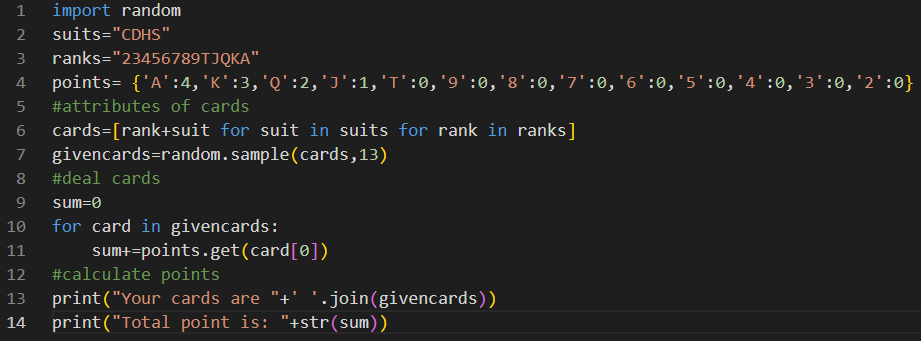 1 import random
2 suits="CDHS"
3 ranks="23456789TJQKA"
4 points= {'A':4,'K':3,'Q':2,'J':1,'T':0,'9':0,'8':0,'7':0,'6':0,'5':0,'4':0,'3':0,'2':0}
5 #attributes of cards
6 cards=[rank+suit for suit in suits for rank in ranks]
7 givencards=random.sample(cards,13)
8 #deal cards
9 sum=0
10 for card in givencards:
11     sum+=points.get(card[0])
12 #calculate points
13 print("Your cards are "+' '.join(givencards))
14 print("Total point is: "+str(sum))